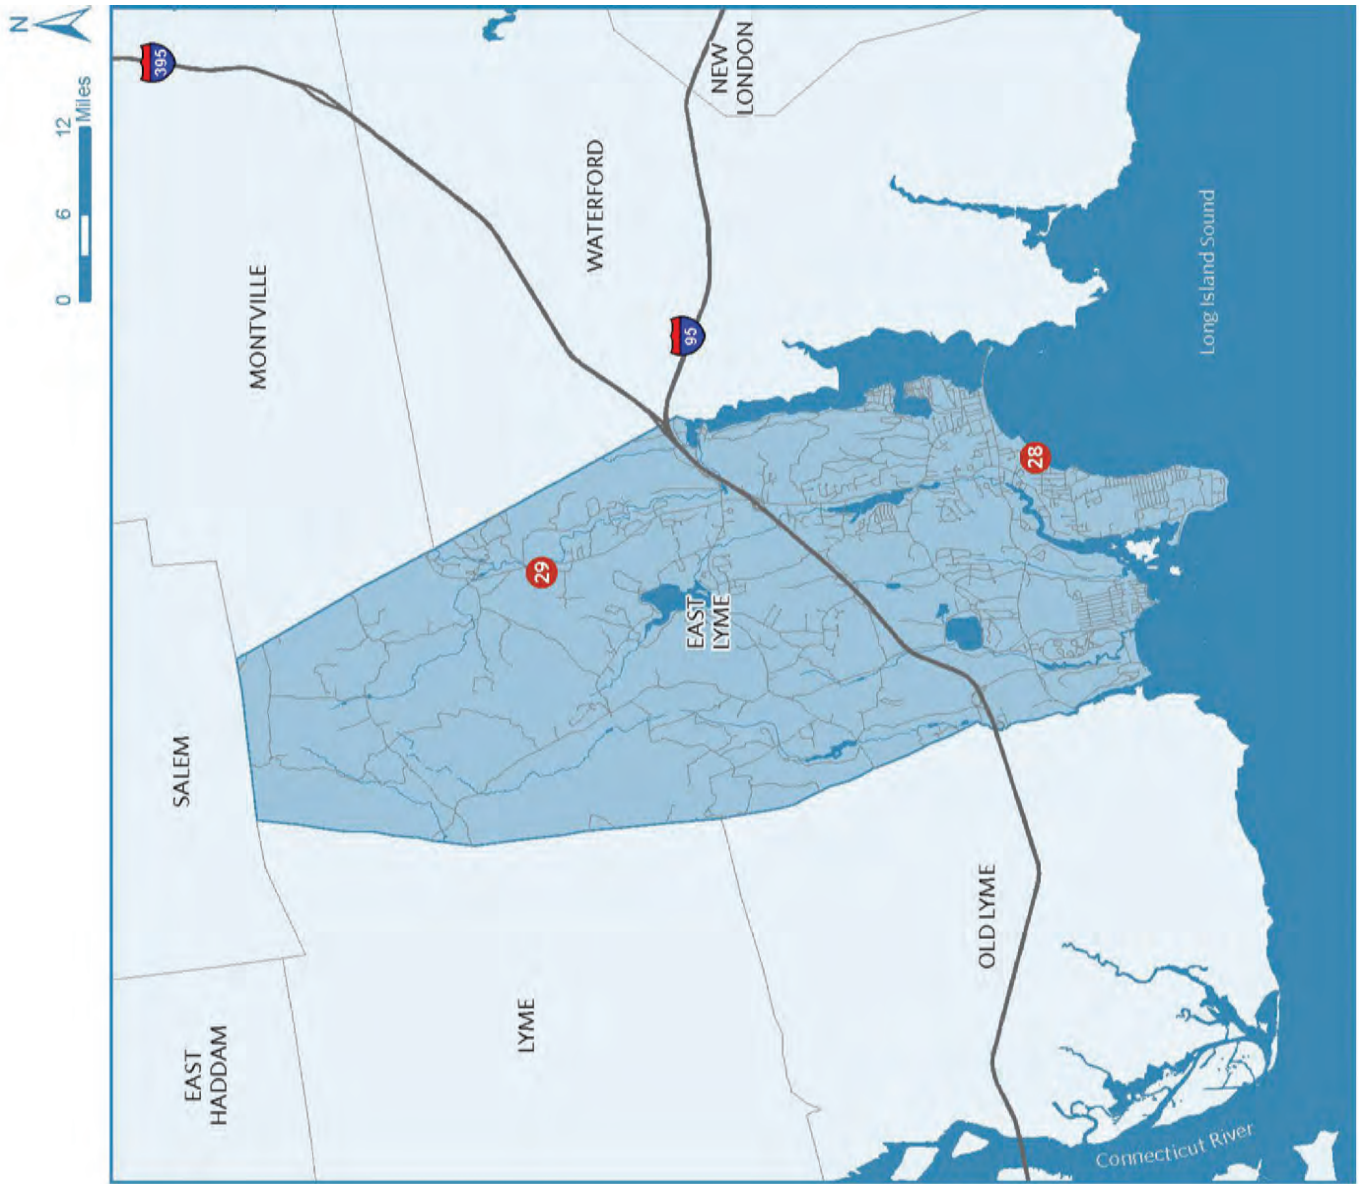 N
0 6 12
Miles
395
95
MONTVILLE
WATERFORD
NEW
LONDON
SALEM
EAST
HADDAM
LYME
EAST
LYME
OLD LYME
28
29
Long Island Sound
Connecticut River